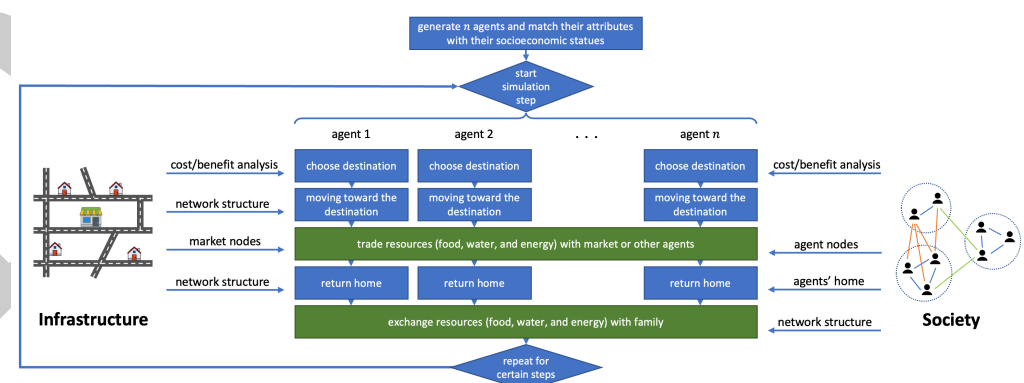 generate n agents and match their attributes
with their socioeconomic statues
start
simulation
step
agent 1
agent 2
. . .
agent n
cost/benefit analysis
choose destination
choose destination
choose destination
cost/benefit analysis
network structure
moving toward the
destination
moving toward the
destination
moving toward the
destination
market nodes
trade resources (food, water, and energy) with market or other agents
agent nodes
network structure
return home
return home
return home
agents' home
Infrastructure
exchange resources (food, water, and energy) with family
network structure
Society
repeat for
certain steps